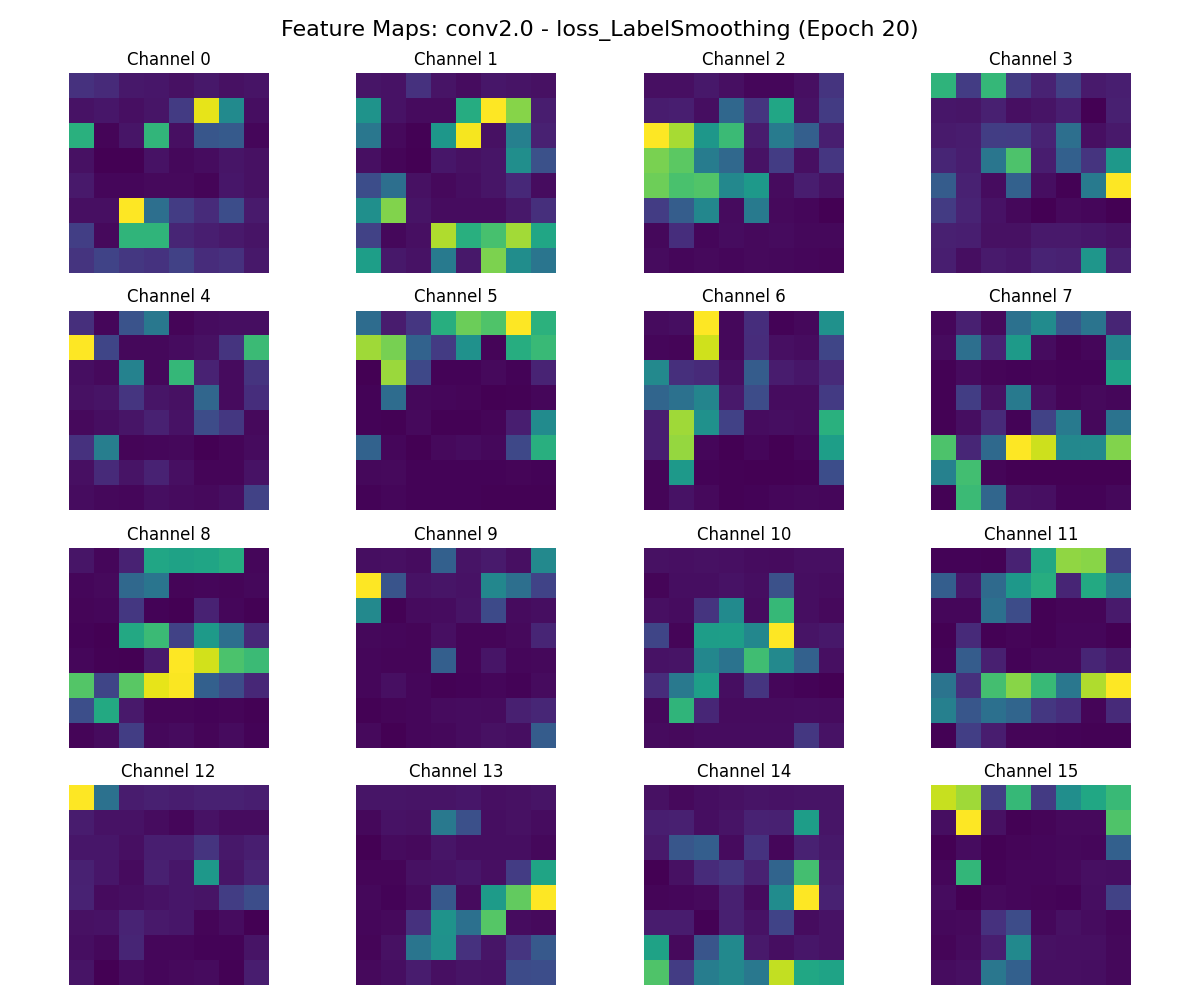 Feature Maps: conv2.0 - loss_LabelSmoothing (Epoch 20)
Channel 0 Channel 1 Channel 2 Channel 3
Channel 4 Channel 5 Channel 6 Channel 7
Channel 8 Channel 9 Channel 10 Channel 11
Channel 12 Channel 13 Channel 14 Channel 15